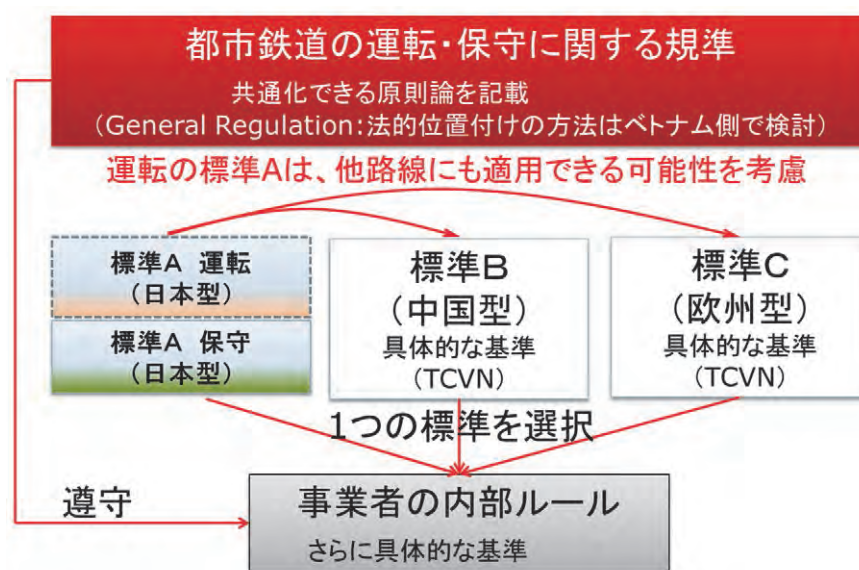 都市鉄道の運転・保守に関する規準
共通化できる原則論を記載
（General Regulation：法的位置付けの方法はベトナム側で検討）
運転の標準Aは、他路線にも適用できる可能性を考慮
標準A 運転
（日本型）
標準A 保守
（日本型）
標準B
（中国型）
具体的な基準
（TCVN）
標準C
（欧州型）
具体的な基準
（TCVN）
1つの標準を選択
遵守
事業者の内部ルール
さらに具体的な基準